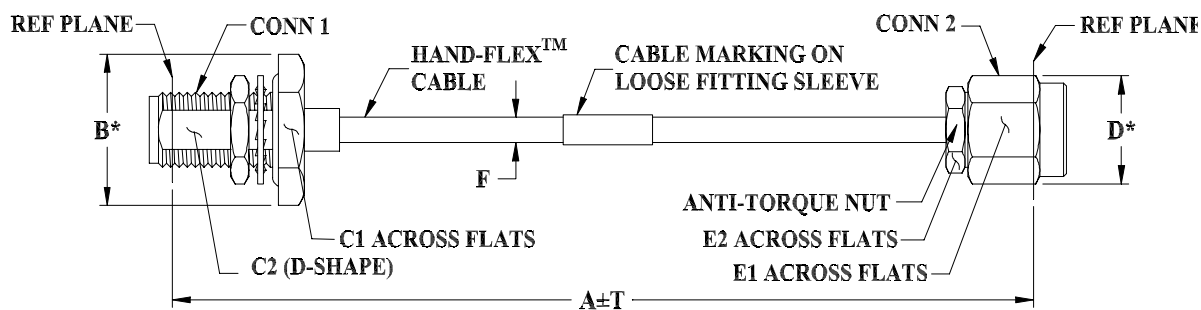 REF PLANE
CONN 1
HAND-FLEX™
CABLE
CABLE MARKING ON
LOOSE FITTING SLEEVE
CONN 2
REF PLANE
B*
F
D*
ANTI-TORQUE NUT
C1 ACROSS FLATS
E2 ACROSS FLATS
C2 (D-SHAPE)
E1 ACROSS FLATS
A±T